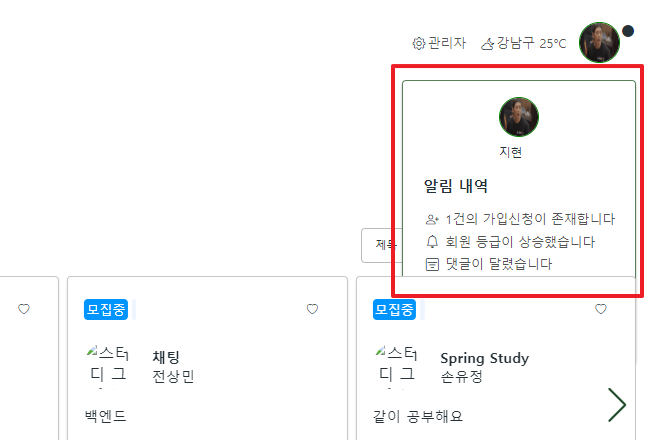 관리자 강남구 25°C
지현
알림 내역
1건의 가입신청이 존재합니다
회원 등급이 상승했습니다
댓글이 달렸습니다
모집중
스터
디 그
채팅
전상민
백엔드
모집중
스터
디 그
Spring Study
손유정
같이 공부해요